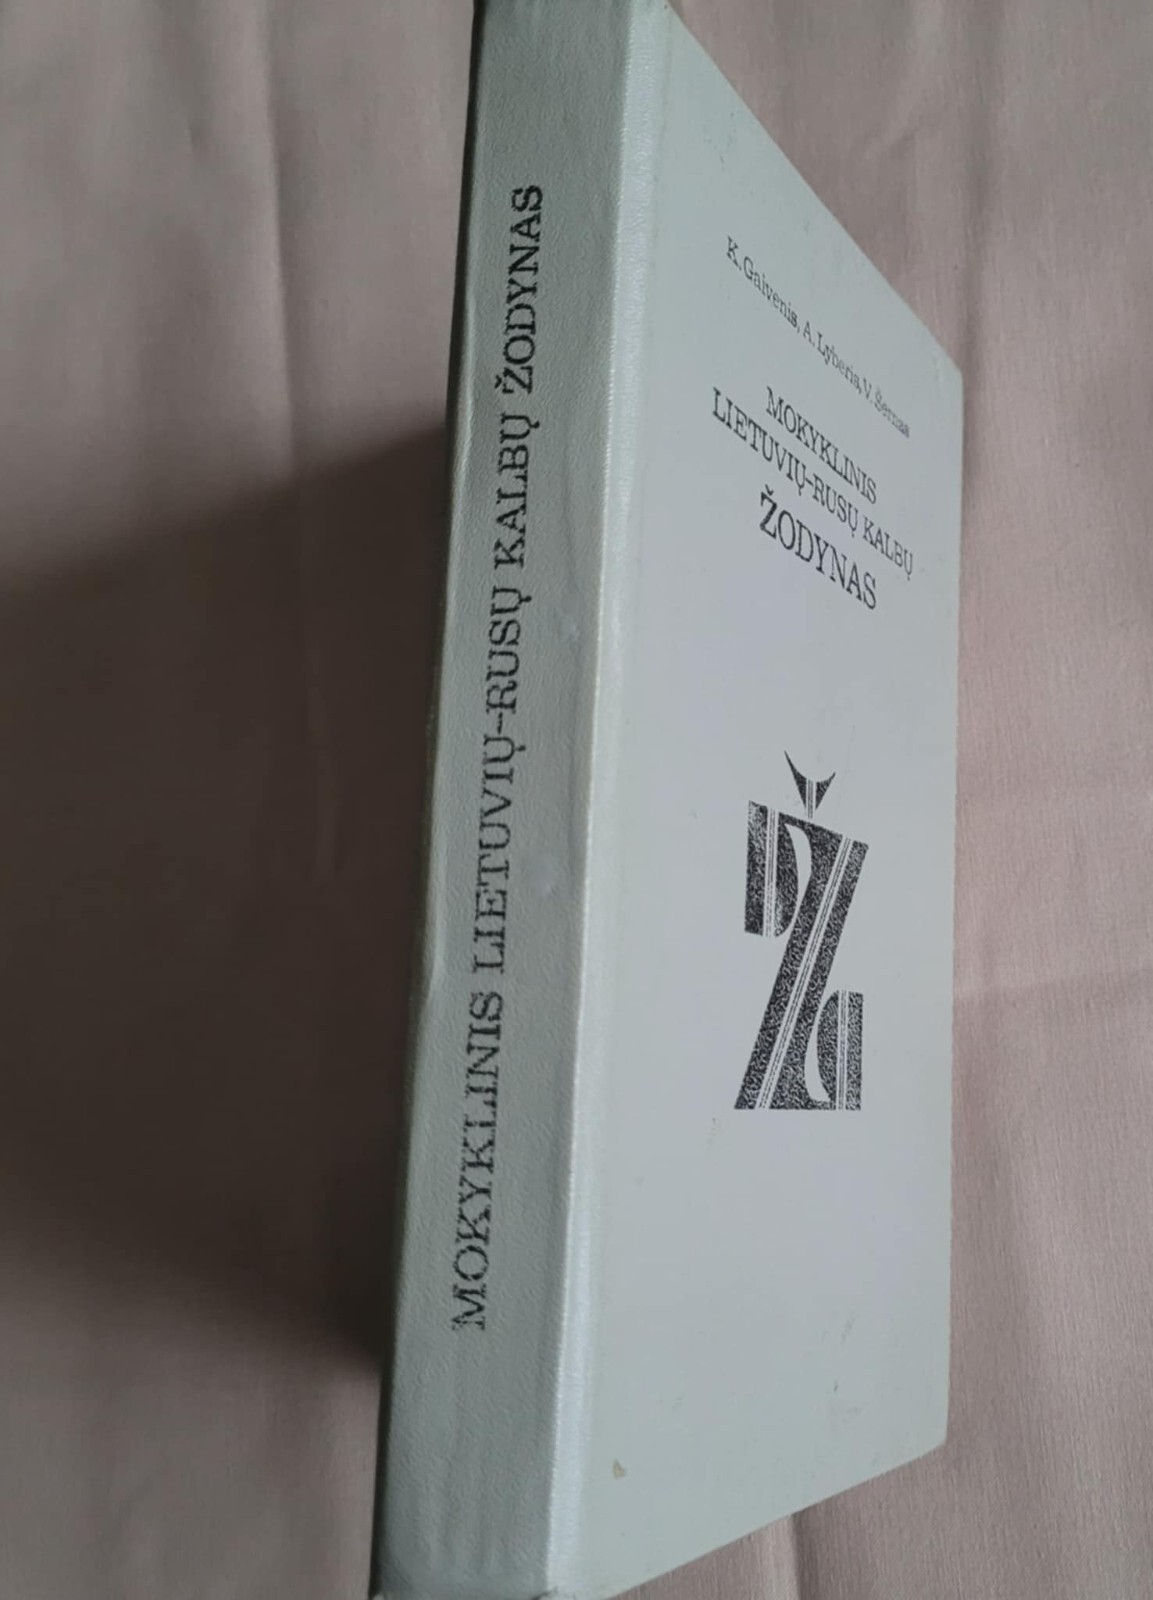 MOKYKLINIS LIETUVIŲ-RUSŲ KALBŲ ŽODYNAS
K. Gaivenis, A. Lyberis, V. Šernas
MOKYKLINIS
LIETUVIŲ-RUSŲ KALBŲ
ŽODYNAS
Ž